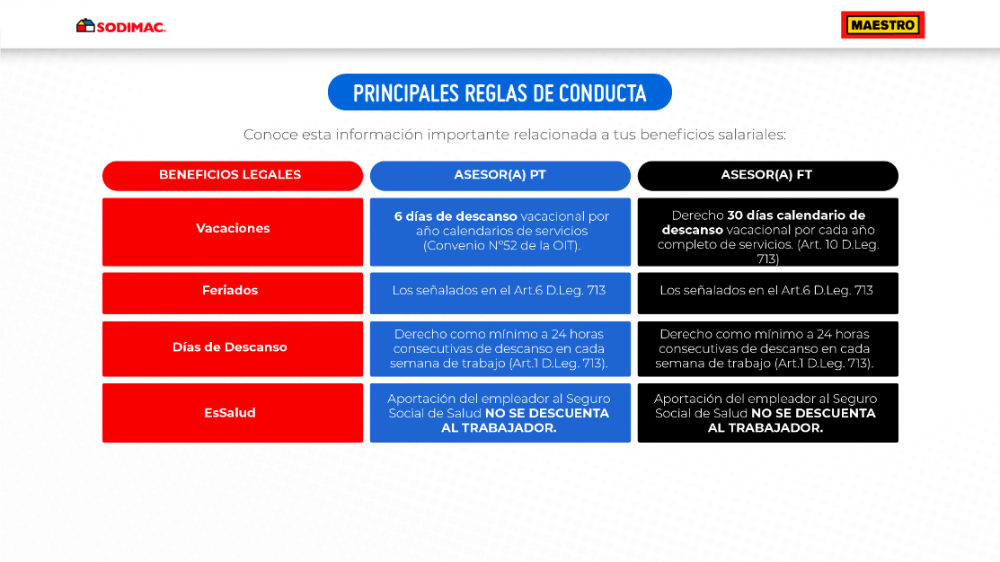 SODIMAC.
MAESTRO
PRINCIPALES REGLAS DE CONDUCTA
Conoce esta información importante relacionada a tus beneficios salariales:
BENEFICIOS LEGALES
ASESOR(A) PT
ASESOR(A) FT
Vacaciones
6 días de descanso vacacional por
año calendarios de servicios
(Convenio N°52 de la OIT).
Derecho 30 días calendario de
descanso vacacional por cada año
completo de servicios. (Art. 10 D.Leg.
713)
Feriados
Los señalados en el Art.6 D.Leg. 713
Los señalados en el Art.6 D.Leg. 713
Días de Descanso
Derecho como mínimo a 24 horas
consecutivas de descanso en cada
semana de trabajo (Art.1 D.Leg. 713).
Derecho como mínimo a 24 horas
consecutivas de descanso en cada
semana de trabajo (Art.1 D.Leg. 713).
EsSalud
Aportación del empleador al Seguro
Social de Salud NO SE DESCUENTA
AL TRABAJADOR.
Aportación del empleador al Seguro
Social de Salud NO SE DESCUENTA
AL TRABAJADOR.